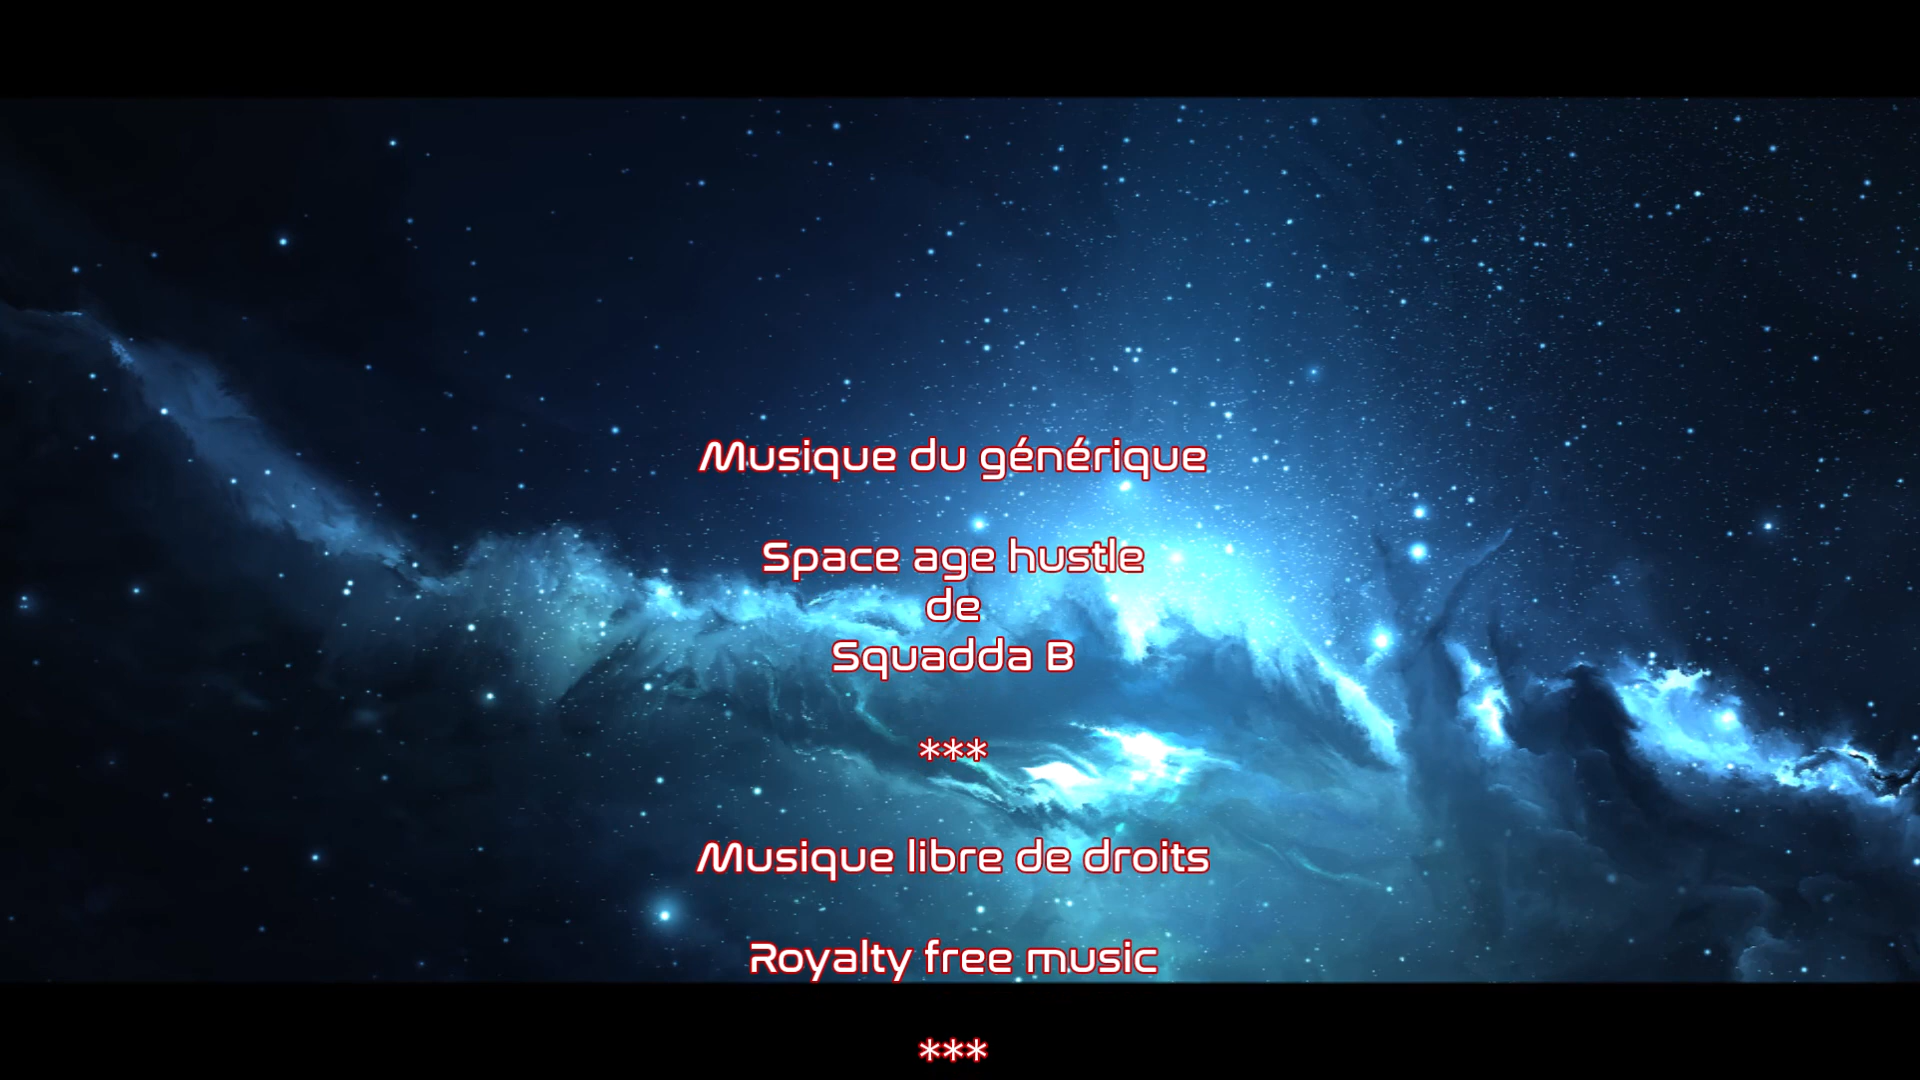 Musique du générique
Space age hustle
de
Squadda B
***
Musique libre de droits
Royalty free music
***